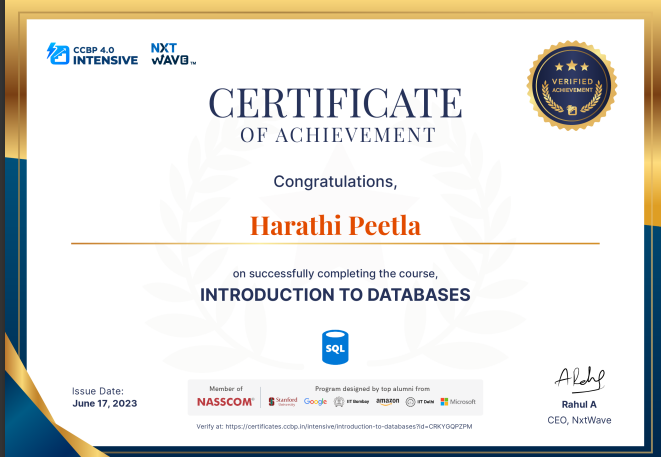 CCBP 4.0
INTENSIVE
NXT
WAVE™
VERIFIED
ACHIEVEMENT
CERTIFICATE
OF ACHIEVEMENT
Congratulations,
Harathi Peetla
on successfully completing the course,
INTRODUCTION TO DATABASES
SQL
Issue Date:
June 17, 2023
Member of
NASSCOM®
Program designed by top alumni from
Stanford University Google IIT Bombay amazon IIT Delhi Microsoft
Verify at: https://certificates.ccbp.in/intensive/introduction-to-databases?id=CRKYGQPZPM
Rahul A
CEO, NxtWave